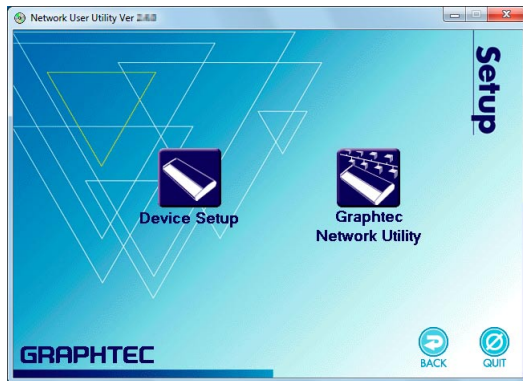 Network User Utility Ver
Setup
Device Setup
Graphtec
Network Utility
GRAPHTEC
BACK
QUIT